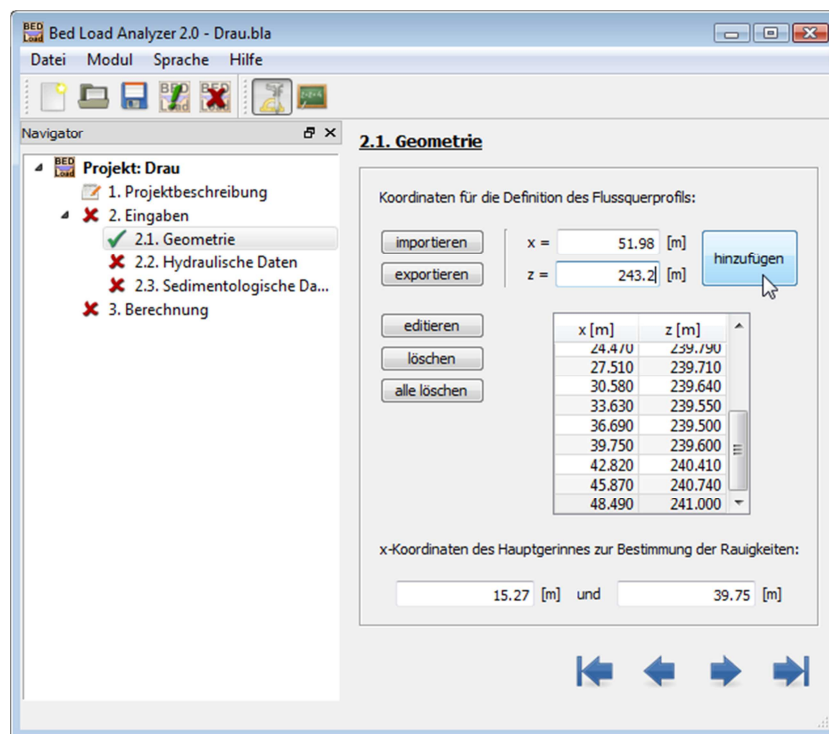 Bed Load Analyzer 2.0 - Drau.bla
Datei Modul Sprache Hilfe
Navigator
Projekt: Drau
1. Projektbeschreibung
2. Eingaben
2.1. Geometrie
2.2. Hydraulische Daten
2.3. Sedimentologische Da...
3. Berechnung
2.1. Geometrie
Koordinaten für die Definition des Flussquerprofils:
importieren x = 51.98 [m] hinzufügen
exportieren z = 243.2 [m]
editieren
löschen
alle löschen
x [m] z [m]
24.470 239.790
27.510 239.710
30.580 239.640
33.630 239.550
36.690 239.500
39.750 239.600
42.820 240.410
45.870 240.740
48.490 241.000
x-Koordinaten des Hauptgerinnes zur Bestimmung der Rauigkeiten:
15.27 [m] und 39.75 [m]